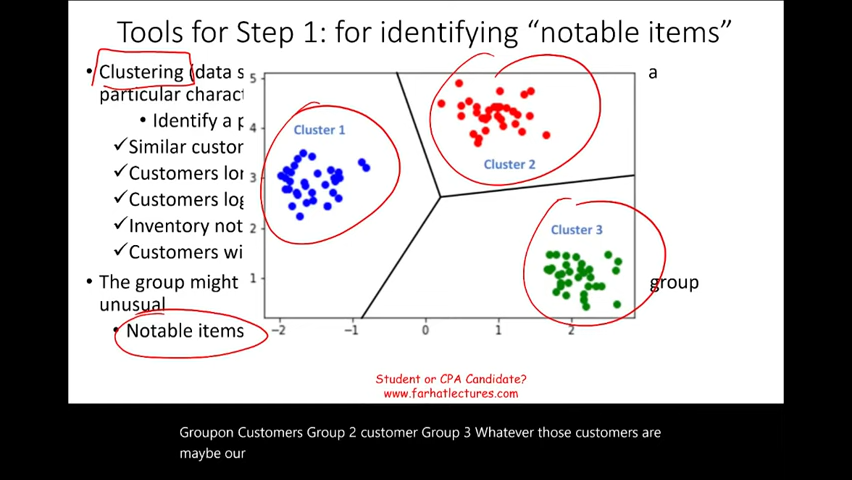 Tools for Step 1: for identifying “notable items”
• Clustering (data s a
particular charact
• Identify a p
✓Similar custor
✓Customers lor
✓Customers log
✓Inventory not
✓Customers wi
• The group might group
unusual
• Notable items
5
4
3
2
1
−2 −1 0 1 2
Cluster 1
Cluster 2
Cluster 3
Student or CPA Candidate?
www.farhatlectures.com
Groupon Customers Group 2 customer Group 3 Whatever those customers are
maybe our